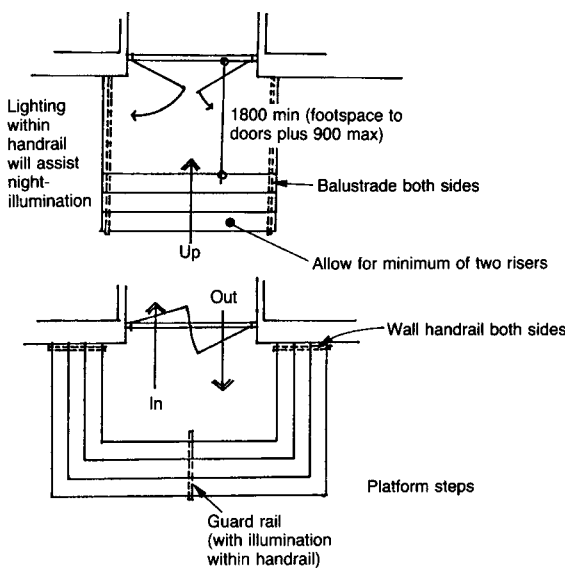 Lighting
within
handrail
will assist
night-
illumination
1800 min (footspace to
doors plus 900 max)
Balustrade both sides
Up
Allow for minimum of two risers
Out
Wall handrail both sides
In
Platform steps
Guard rail
(with illumination
within handrail)